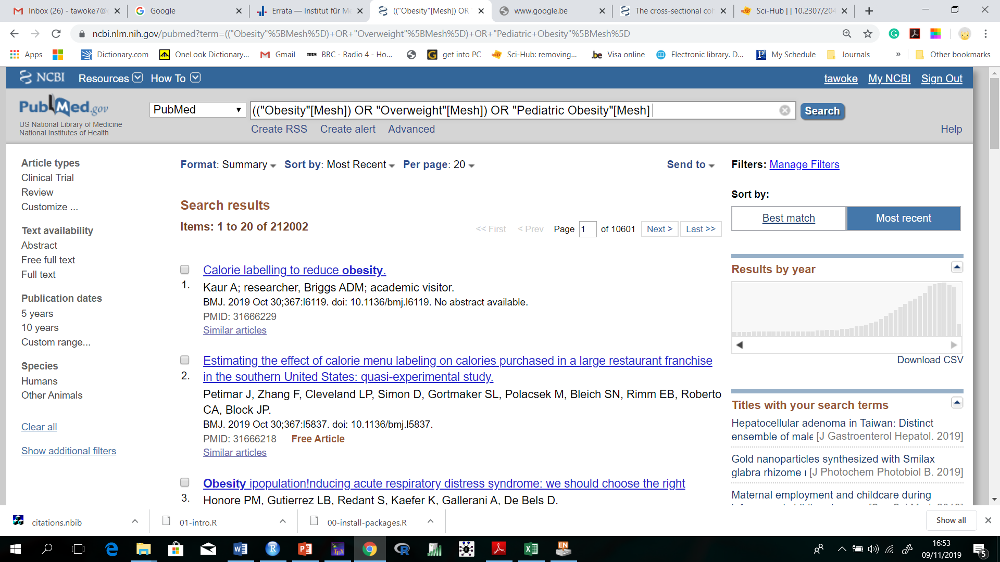 Inbox (26) - tawoke7@
Google
Errata — Institut für Me
(("Obesity"[Mesh]) OR
www.google.be
The cross-sectional coh
Sci-Hub | | 10.2307/204
ncbi.nlm.nih.gov/pubmed?term=(("Obesity"%5BMesh%5D)+OR+"Overweight"%5BMesh%5D)+OR+"Pediatric+Obesity"%5BMesh%5D
Apps
Dictionary.com
OneLook Dictionary...
Gmail
BBC
BBC - Radio 4 - Ho...
get into PC
Sci-Hub: removing...
.be
Visa online
Electronic library. D...
My Schedule
Journals
»
Other bookmarks
NCBI
Resources
How To
tawoke
My NCBI
Sign Out
PubMed.gov
US National Library of Medicine
National Institutes of Health
PubMed
(("Obesity"[Mesh]) OR "Overweight"[Mesh]) OR "Pediatric Obesity"[Mesh]
Search
Create RSS
Create alert
Advanced
Help
Article types
Clinical Trial
Review
Customize ...
Text availability
Abstract
Free full text
Full text
Publication dates
5 years
10 years
Custom range...
Species
Humans
Other Animals
Clear all
Show additional filters
Format: Summary
Sort by: Most Recent
Per page: 20
Send to
Search results
Items: 1 to 20 of 212002
<< First
< Prev
Page 1 of 10601
Next >
Last >>
1.
Calorie labelling to reduce obesity.
Kaur A; researcher, Briggs ADM; academic visitor.
BMJ. 2019 Oct 30;367:l6119. doi: 10.1136/bmj.l6119. No abstract available.
PMID: 31666229
Similar articles
2.
Estimating the effect of calorie menu labeling on calories purchased in a large restaurant franchise
in the southern United States: quasi-experimental study.
Petimar J, Zhang F, Cleveland LP, Simon D, Gortmaker SL, Polacsek M, Bleich SN, Rimm EB, Roberto
CA, Block JP.
BMJ. 2019 Oct 30;367:l5837. doi: 10.1136/bmj.l5837.
PMID: 31666218
Free Article
Similar articles
3.
Obesity ipopulation!nducing acute respiratory distress syndrome: we should choose the right
Honore PM, Gutierrez LB, Redant S, Kaefer K, Gallerani A, De Bels D.
Filters: Manage Filters
Sort by:
Best match
Most recent
Results by year
Download CSV
Titles with your search terms
Hepatocellular adenoma in Taiwan: Distinct
ensemble of male [J Gastroenterol Hepatol. 2019]
Gold nanoparticles synthesized with Smilax
glabra rhizome [J Photochem Photobiol B. 2019]
Maternal employment and childcare during
citations.nbib
01-intro.R
00-install-packages.R
Show all
16:53
09/11/2019
5